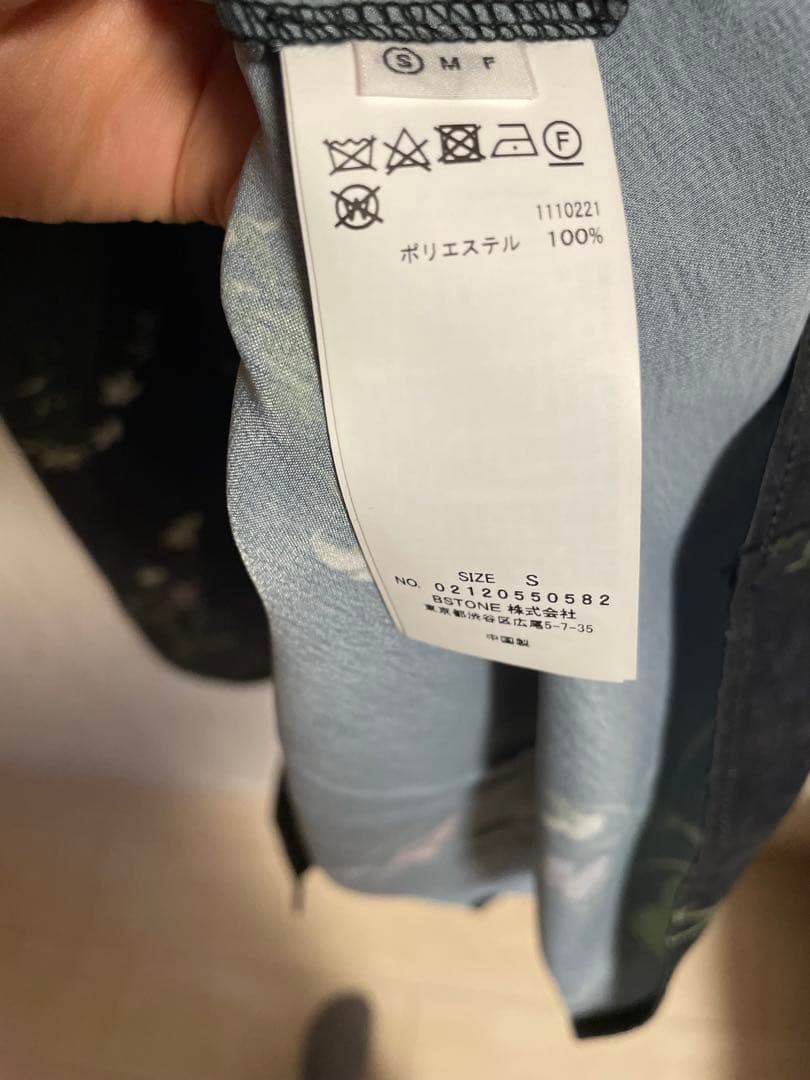 S M F
F
W
1110221
ポリエステル 100%
SIZE S
NO. 02120550582
BSTONE 株式会社
東京都渋谷区広尾5-7-35
中国製